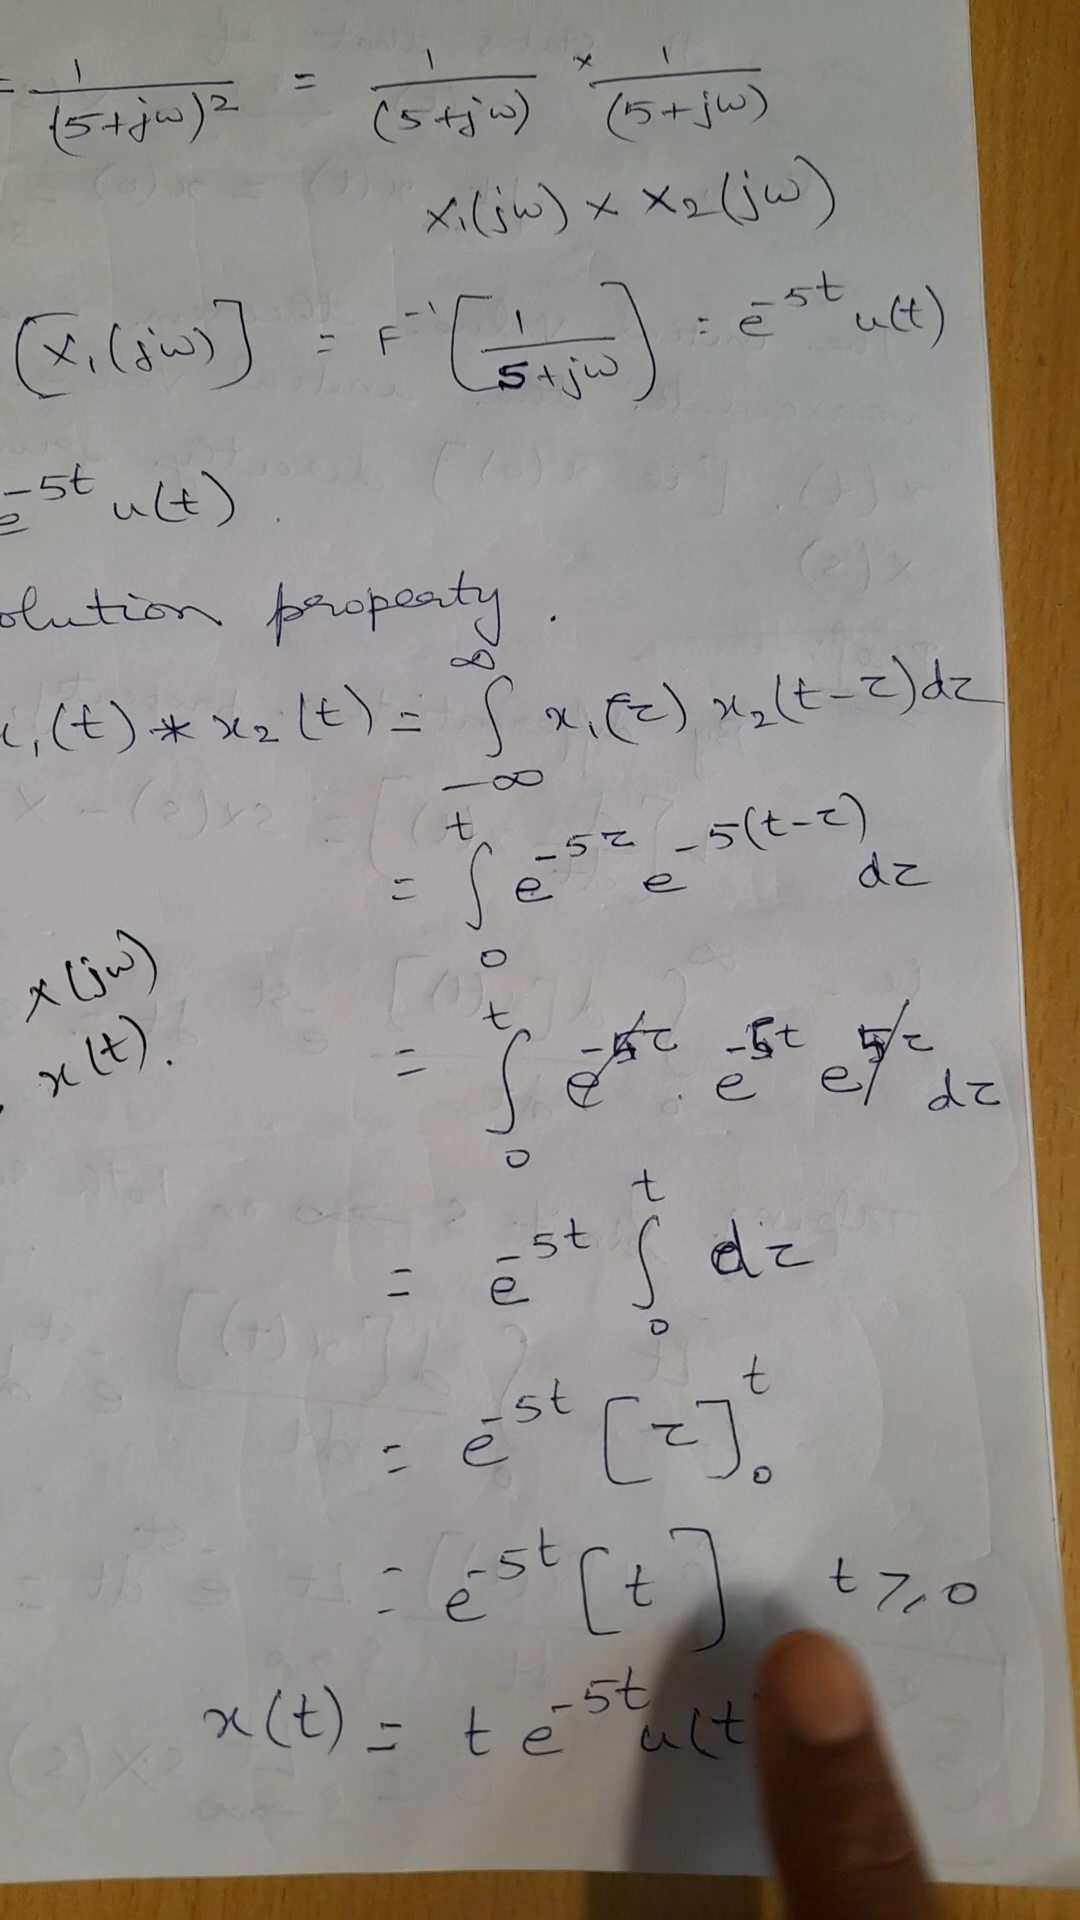 = 1/(5+jω)² = 1/(5+jω) × 1/(5+jω)
X₁(jω) × X₂(jω)
[X₁(jω)] = F⁻¹[1/(5+jω)] = e^{-5t} u(t)
e^{-5t} u(t).
olution property.
x₁(t) * x₂(t) = ∫_{-∞}^{∞} x₁(τ) x₂(t-τ)dτ
= ∫_0^t e^{-5τ} e^{-5(t-τ)} dτ
x(jω)
= ∫_0^t e^{-5τ} . e^{-5t} e^{5τ} dτ
x(t).
= e^{-5t} ∫_0^t dτ
= e^{-5t} [τ]_0^t
= e^{-5t} [t] t ≥ 0
x(t) = t e^{-5t} u(t